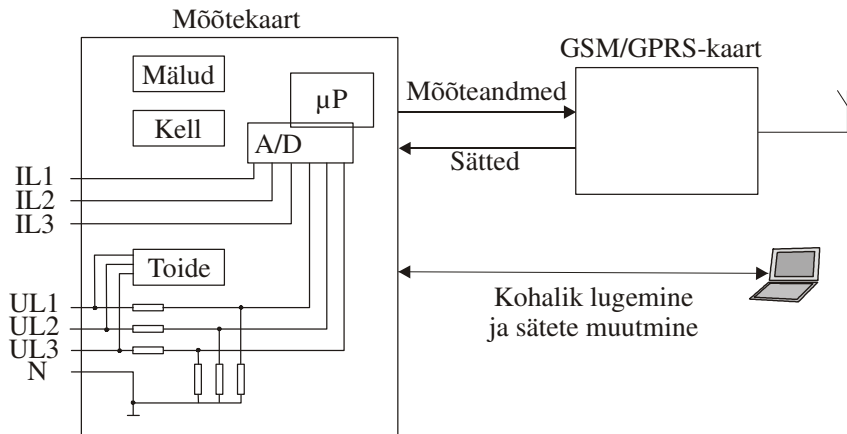 Mõõtekaart
GSM/GPRS-kaart
Mälud
µP
Mõõteandmed
Kell
A/D
Sätted
IL1
IL2
IL3
Toide
Kohalik lugemine
ja sätete muutmine
UL1
UL2
UL3
N